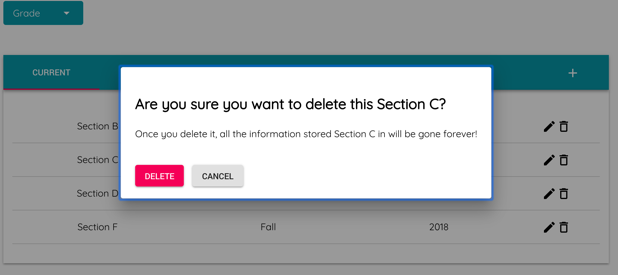 Grade
CURRENT
Are you sure you want to delete this Section C?
Once you delete it, all the information stored Section C in will be gone forever!
DELETE CANCEL
Section B
Section C
Section D
Section F Fall 2018